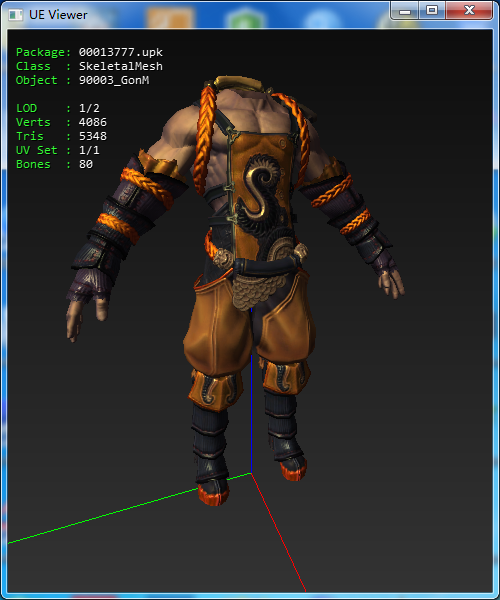 UE Viewer
Package: 00013777.upk
Class  : SkeletalMesh
Object : 90003_GonM
LOD    : 1/2
Verts  : 4086
Tris   : 5348
UV Set : 1/1
Bones  : 80